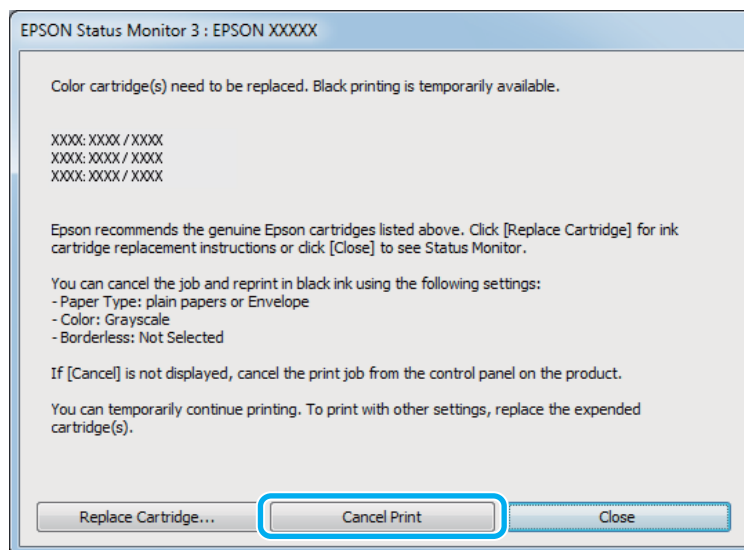 EPSON Status Monitor 3 : EPSON XXXXX
Color cartridge(s) need to be replaced. Black printing is temporarily available.
XXXX: XXXX / XXXX
XXXX: XXXX / XXXX
XXXX: XXXX / XXXX
Epson recommends the genuine Epson cartridges listed above. Click [Replace Cartridge] for ink
cartridge replacement instructions or click [Close] to see Status Monitor.
You can cancel the job and reprint in black ink using the following settings:
- Paper Type: plain papers or Envelope
- Color: Grayscale
- Borderless: Not Selected
If [Cancel] is not displayed, cancel the print job from the control panel on the product.
You can temporarily continue printing. To print with other settings, replace the expended
cartridge(s).
Replace Cartridge... Cancel Print Close